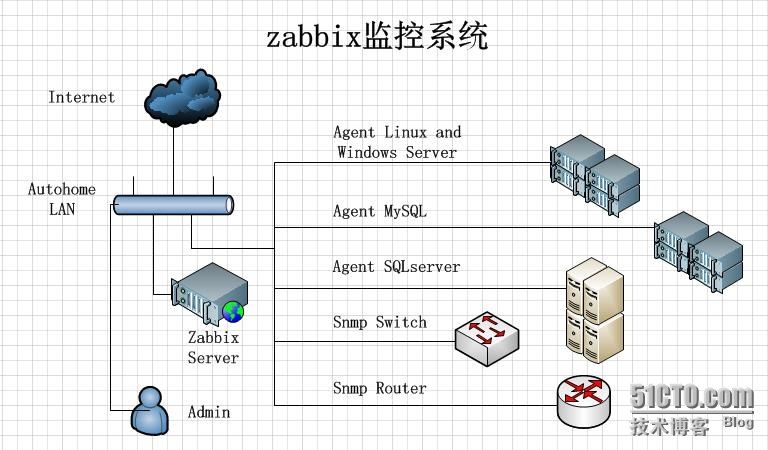 zabbix监控系统
Internet
Agent Linux and
Windows Server
Autohome
LAN
Agent MySQL
Agent SQLserver
Zabbix
Server
Snmp Switch
Snmp Router
Admin
51CTO.com
技术博客 Blog